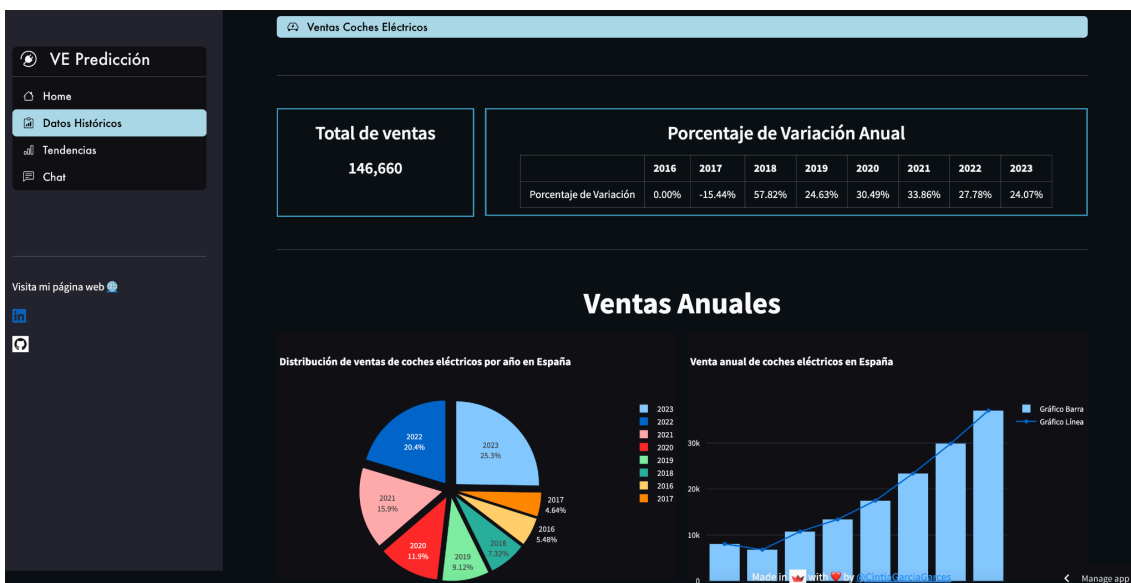 VE Predicción
Home
Datos Históricos
Tendencias
Chat
Visita mi página web
in
Ventas Coches Eléctricos
Total de ventas
146,660
Porcentaje de Variación Anual
2016 2017 2018 2019 2020 2021 2022 2023
Porcentaje de Variación 0.00% -15.44% 57.82% 24.63% 30.49% 33.86% 27.78% 24.07%
Ventas Anuales
Distribución de ventas de coches eléctricos por año en España
2023
25.3%
2022
20.4%
2021
15.9%
2020
11.9%
2019
9.12%
2018
7.32%
2016
5.48%
2017
4.64%
2023
2022
2021
2020
2019
2018
2016
2017
Venta anual de coches eléctricos en España
30k
20k
10k
0
Gráfico Barra
Gráfico Línea
Made in with by @CintiaGarciaGarces
Manage app